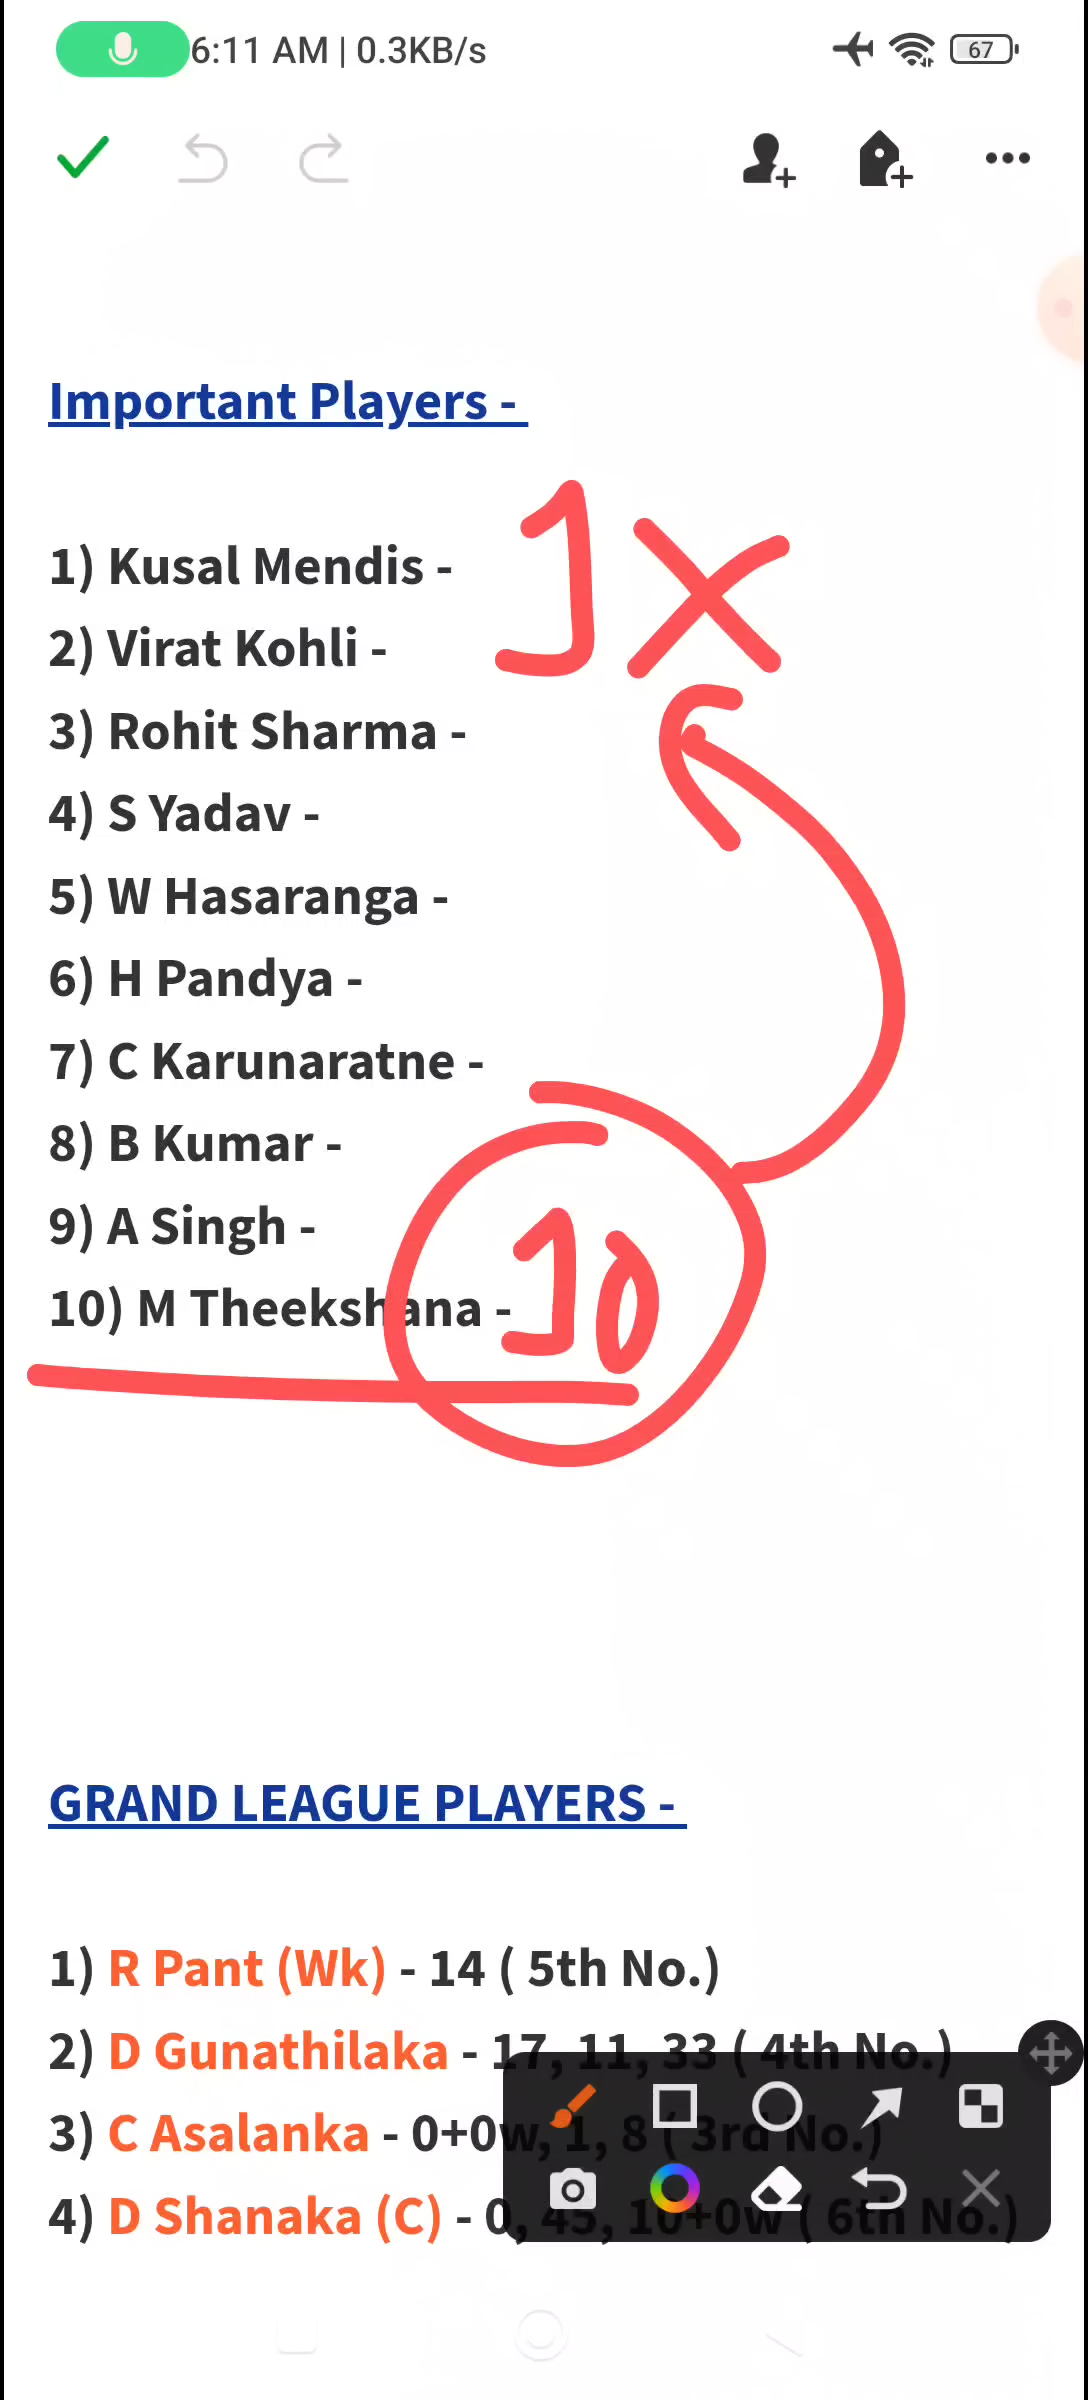 6:11 AM | 0.3KB/s
67
Important Players -
1) Kusal Mendis -
1x
2) Virat Kohli -
3) Rohit Sharma -
4) S Yadav -
5) W Hasaranga -
6) H Pandya -
7) C Karunaratne -
8) B Kumar -
9) A Singh -
10) M Theekshana -
10
GRAND LEAGUE PLAYERS -
1) R Pant (Wk) - 14 ( 5th No.)
2) D Gunathilaka - 17, 11, 33 ( 4th No.)
3) C Asalanka - 0+0w, 1, 8 ( 3rd No.)
4) D Shanaka (C) - 0, 45, 10+0w ( 6th No.)